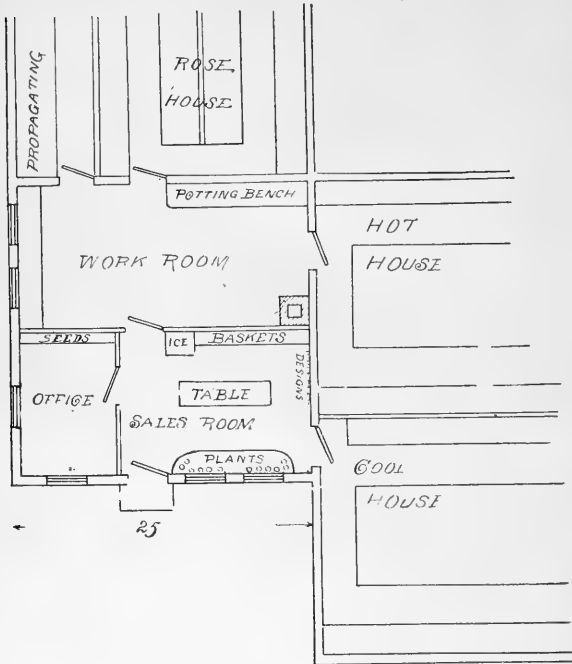 ROSE
HOUSE
PROPAGATING
POTTING BENCH
HOT
HOUSE
WORK ROOM
SEEDS
ICE
BASKETS
DESIGNS
OFFICE
TABLE
SALES ROOM
PLANTS
COOL
HOUSE
25